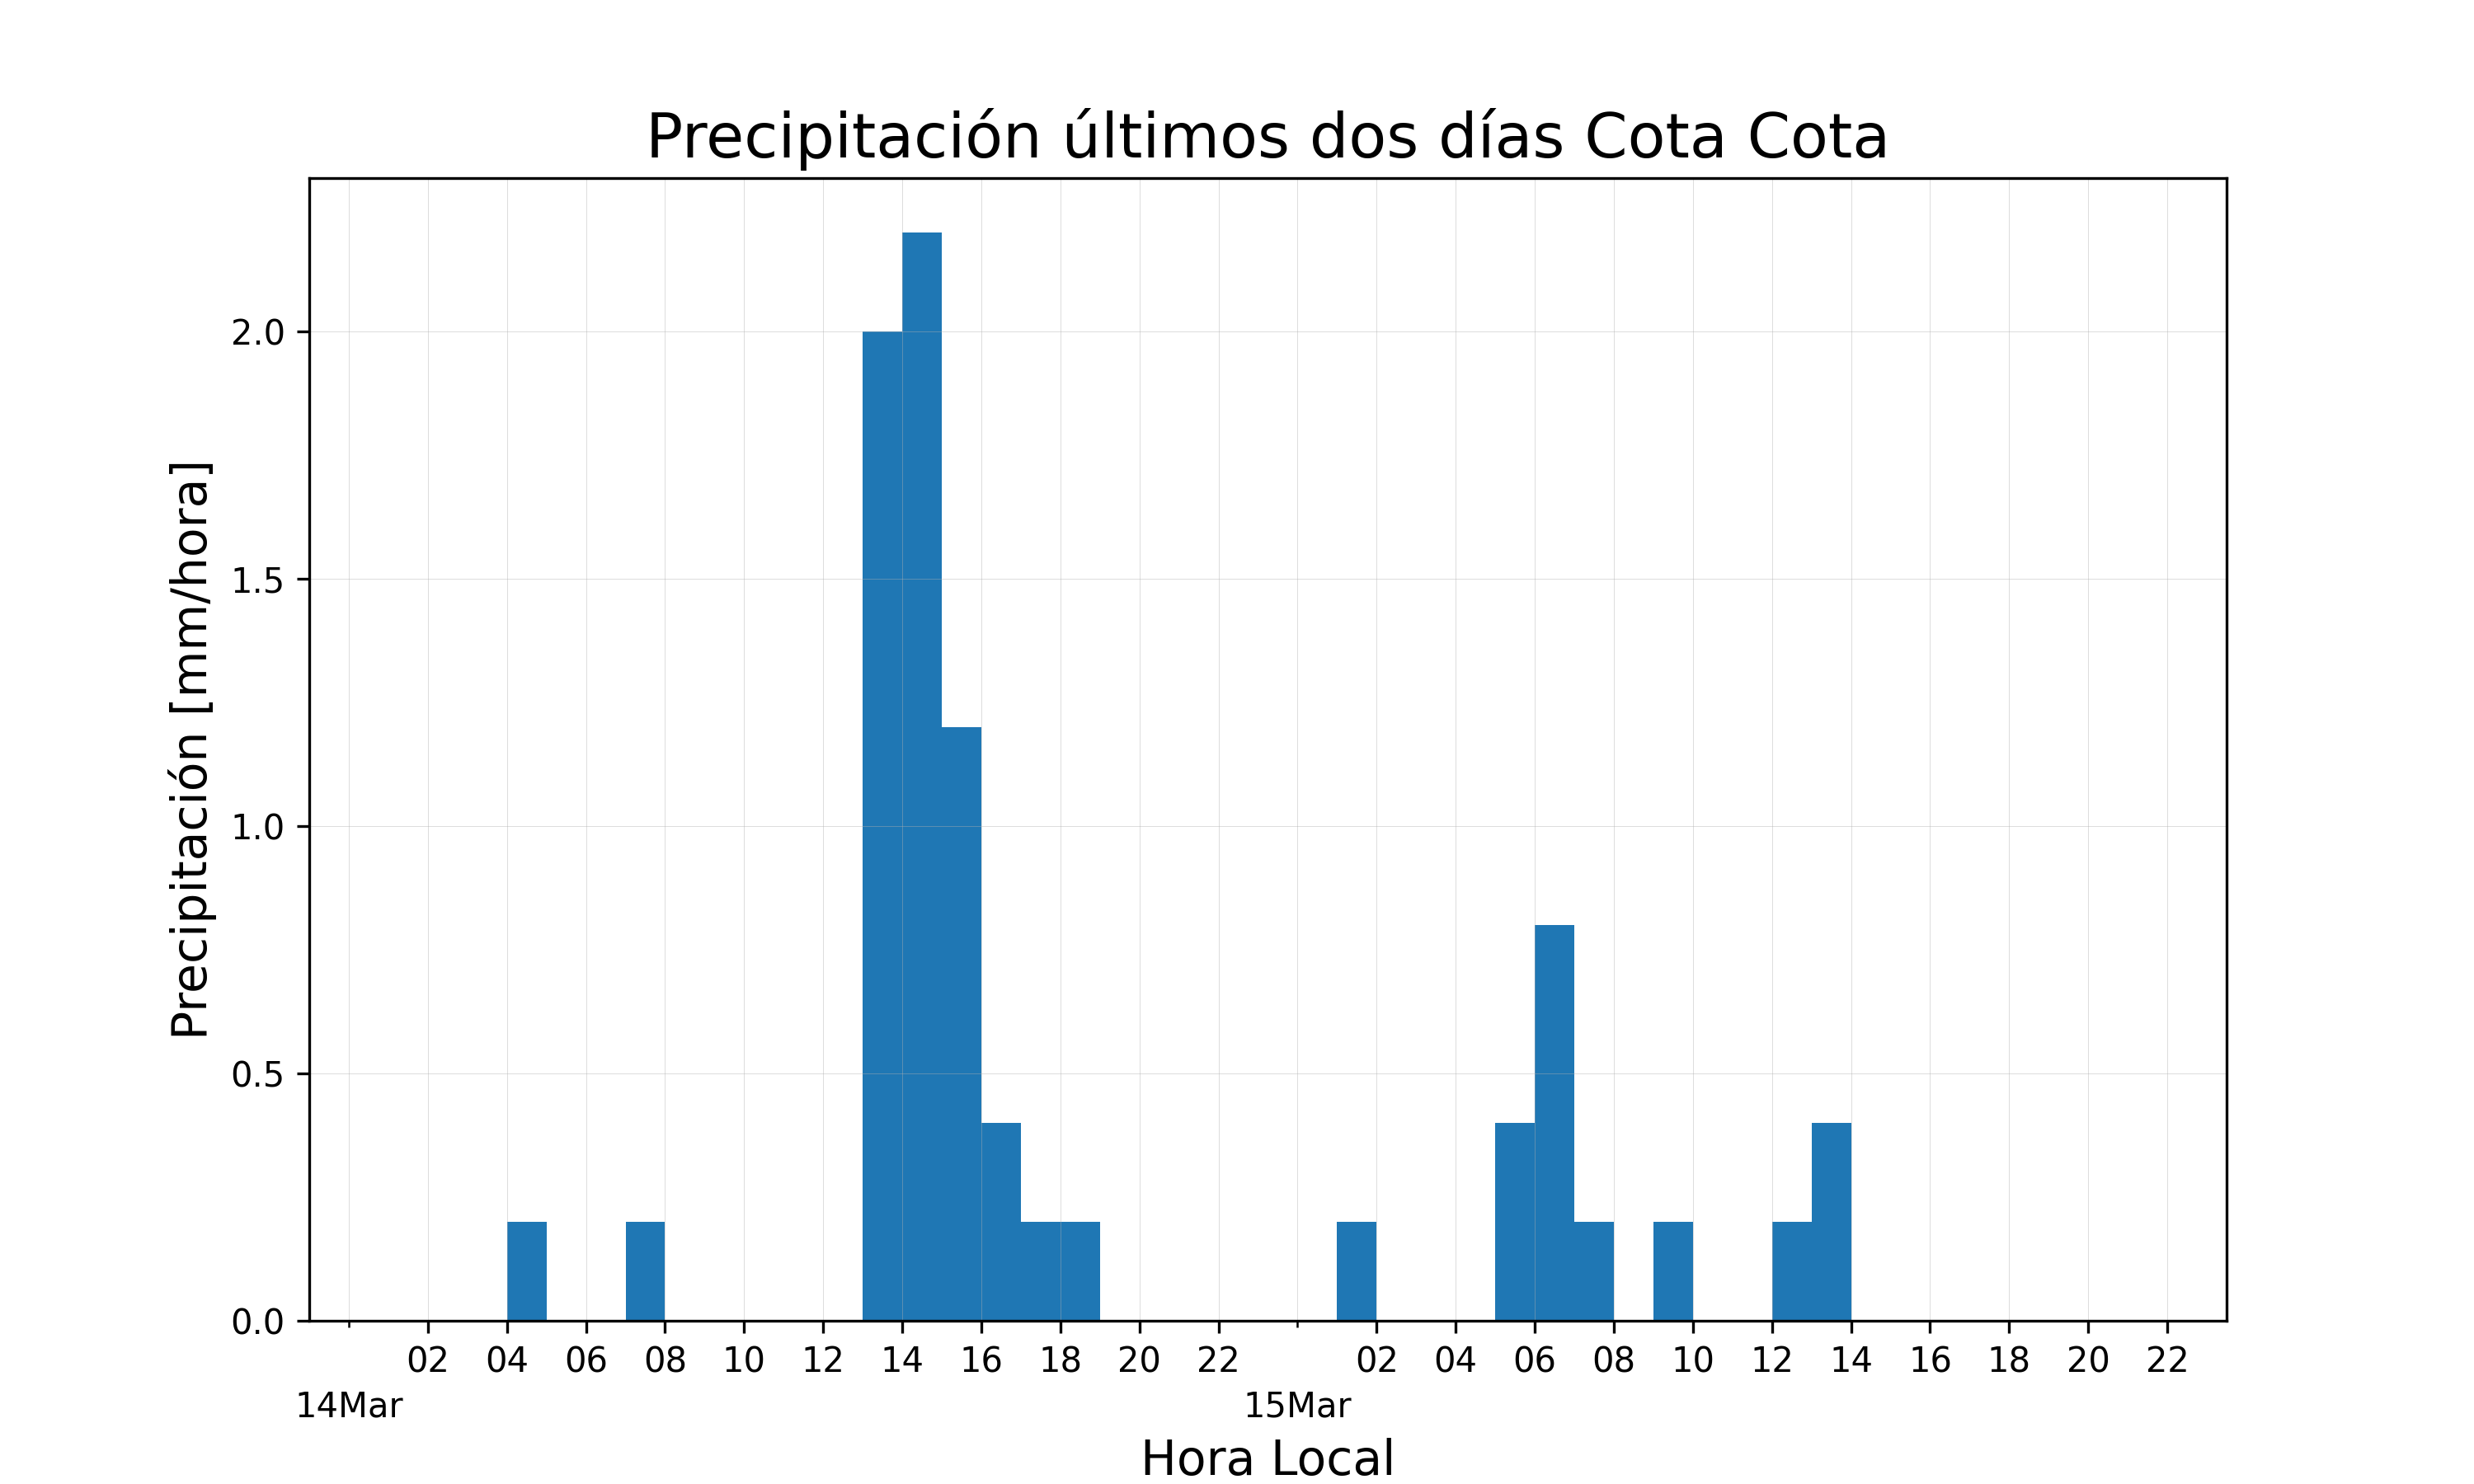 Precipitación últimos dos días Cota Cota
Precipitación [mm/hora]
2.0
1.5
1.0
0.5
0.0
02 04 06 08 10 12 14 16 18 20 22 02 04 06 08 10 12 14 16 18 20 22
14Mar 15Mar
Hora Local